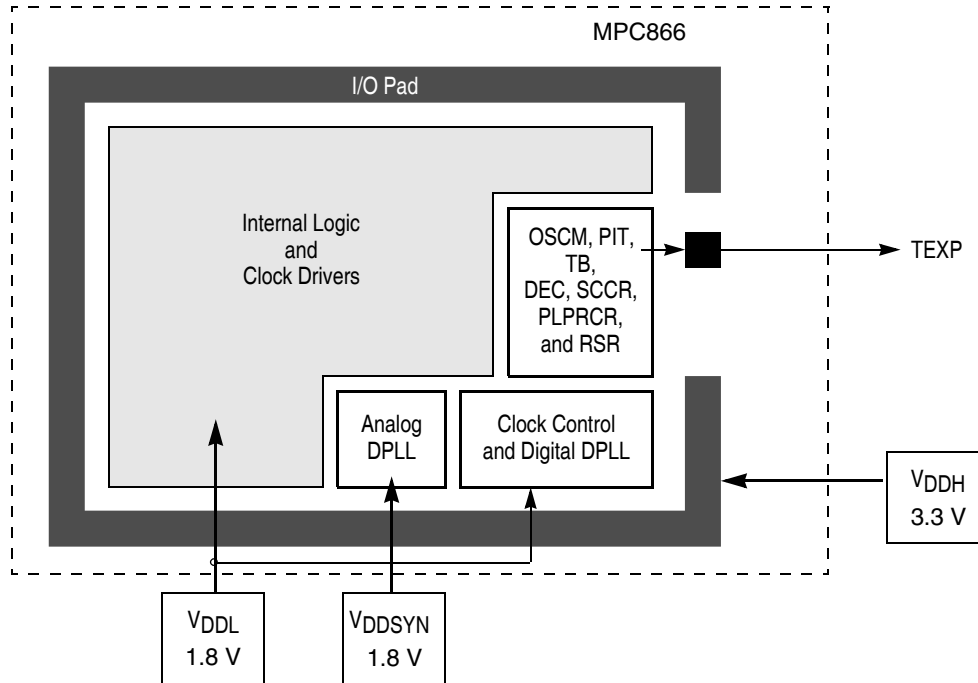 MPC866
I/O Pad
Internal Logic
and
Clock Drivers
OSCM, PIT,
TB,
DEC, SCCR,
PLPRCR,
and RSR
TEXP
Analog
DPLL
Clock Control
and Digital DPLL
VDDH
3.3 V
VDDL
1.8 V
VDDSYN
1.8 V